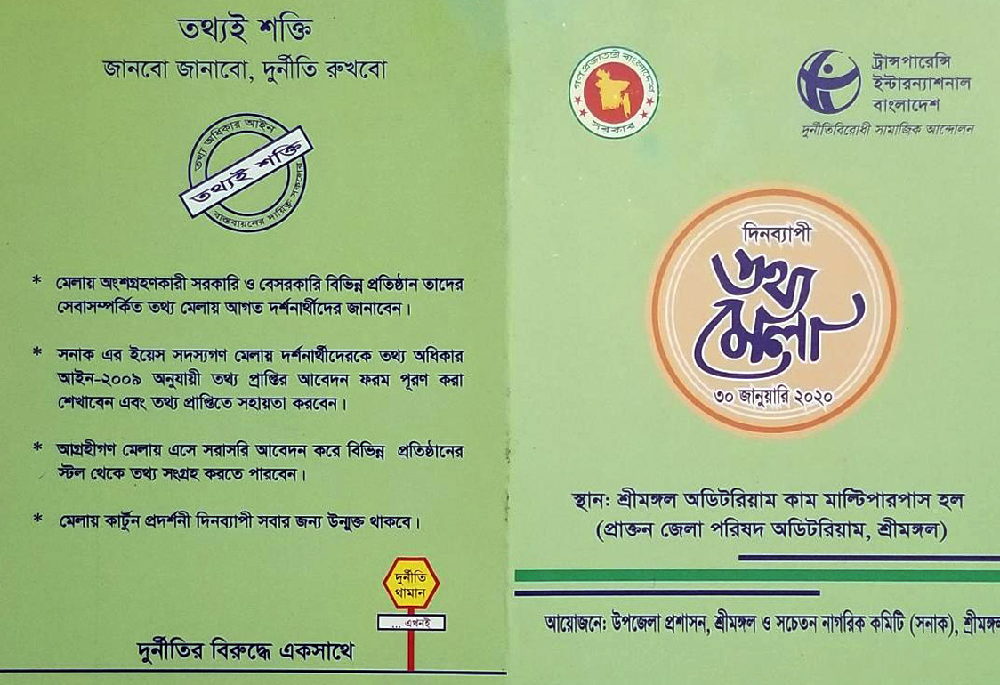 তথ্যই শক্তি
জানবো জানাবো, দুর্নীতি রুখবো
তথ্য অধিকার আইন
তথ্যই শক্তি
বাস্তবায়নের দায়িত্ব সকলের
* মেলায় অংশগ্রহণকারী সরকারি ও বেসরকারি বিভিন্ন প্রতিষ্ঠান তাদের
সেবাসম্পর্কিত তথ্য মেলায় আগত দর্শনার্থীদের জানাবেন।
* সনাক এর ইয়েস সদস্যগণ মেলায় দর্শনার্থীদেরকে তথ্য অধিকার
আইন-২০০৯ অনুযায়ী তথ্য প্রাপ্তির আবেদন ফরম পূরণ করা
শেখাবেন এবং তথ্য প্রাপ্তিতে সহায়তা করবেন।
* আগ্রহীগণ মেলায় এসে সরাসরি আবেদন করে বিভিন্ন প্রতিষ্ঠানের
স্টল থেকে তথ্য সংগ্রহ করতে পারবেন।
* মেলায় কার্টুন প্রদর্শনী দিনব্যাপী সবার জন্য উন্মুক্ত থাকবে।
দুর্নীতি
থামান
... এখনই
দুর্নীতির বিরুদ্ধে একসাথে
গণপ্রজাতন্ত্রী বাংলাদেশ
সরকার
ট্রান্সপারেন্সি
ইন্টারন্যাশনাল
বাংলাদেশ
দুর্নীতিবিরোধী সামাজিক আন্দোলন
দিনব্যাপী
তথ্য
মেলা
৩০ জানুয়ারি ২০২০
স্থান: শ্রীমঙ্গল অডিটরিয়াম কাম মাল্টিপারপাস হল
(প্রাক্তন জেলা পরিষদ অডিটরিয়াম, শ্রীমঙ্গল)
আয়োজনে: উপজেলা প্রশাসন, শ্রীমঙ্গল ও সচেতন নাগরিক কমিটি (সনাক),